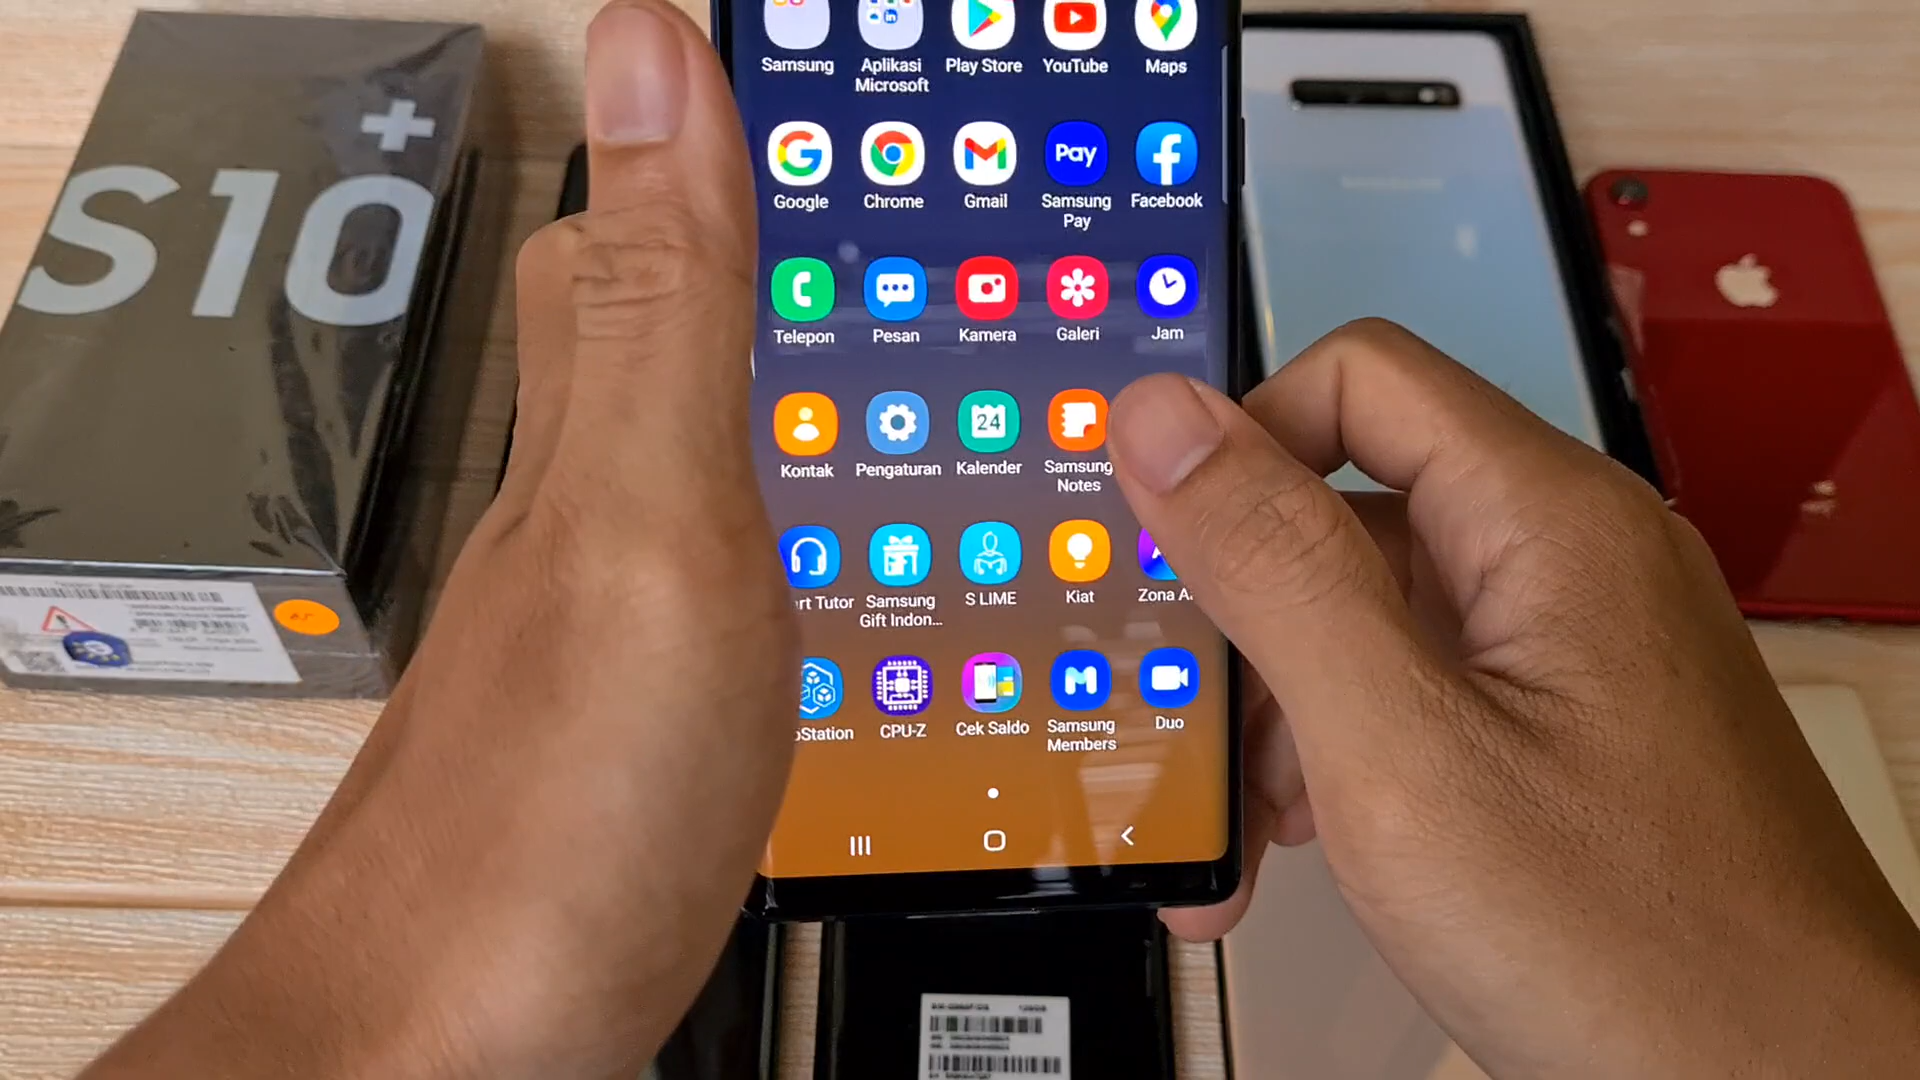 S10
+
Samsung
Aplikasi
Microsoft
Play Store
YouTube
Maps
Google
Chrome
Gmail
Pay
Samsung
Pay
Facebook
Telepon
Pesan
Kamera
Galeri
Jam
Kontak
Pengaturan
24
Kalender
Samsung
Notes
rt Tutor
Samsung
Gift Indon...
S LIME
Kiat
Zona A
Station
CPU-Z
Cek Saldo
Samsung
Members
Duo
128GB